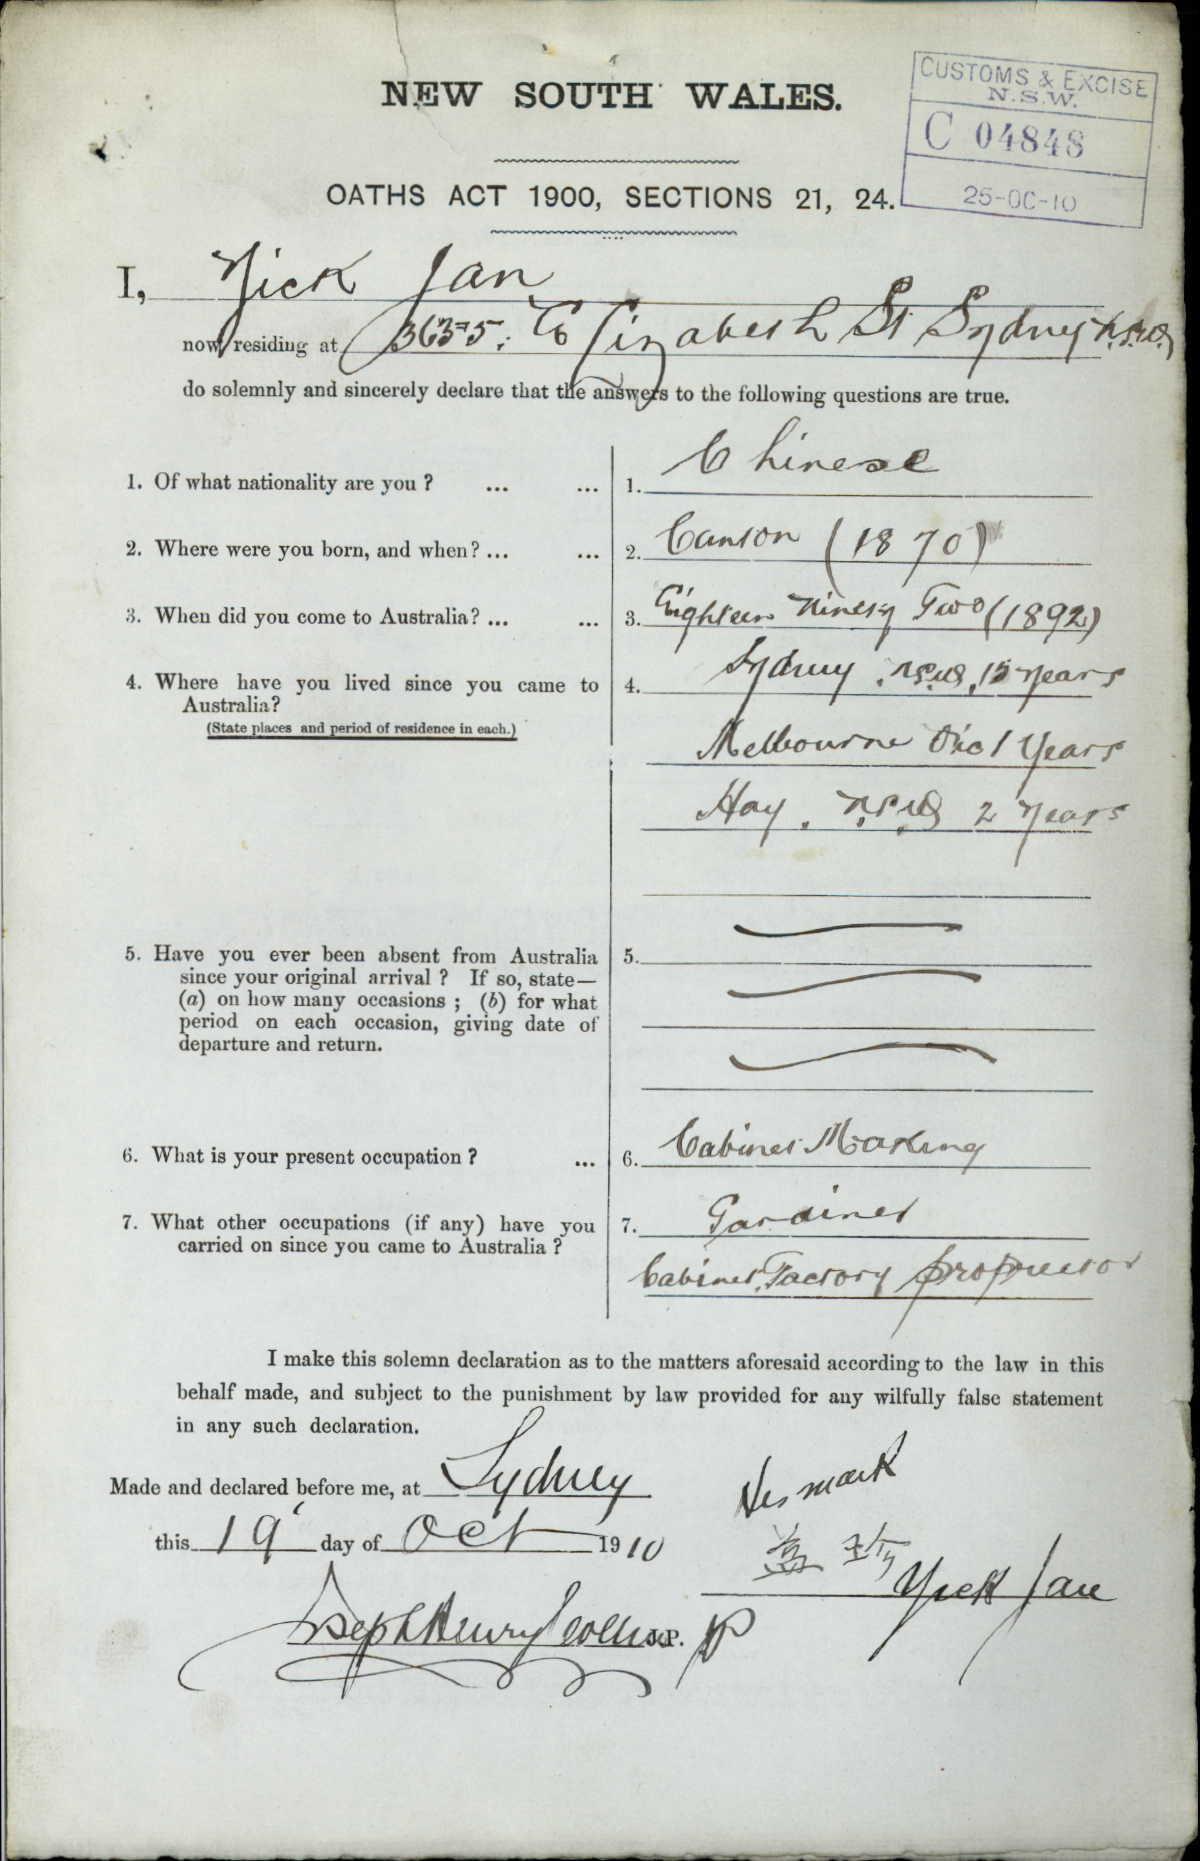 NEW SOUTH WALES.
CUSTOMS & EXCISE
N.S.W.
C 04848
25-OC-10
OATHS ACT 1900, SECTIONS 21, 24.
I, Yick Jan
now residing at Elizabeth St Sydney N.S.W.
do solemnly and sincerely declare that the answers to the following questions are true.
1. Of what nationality are you ? ... ... 1. Chinese
2. Where were you born, and when? ... ... 2. Canton (1870)
3. When did you come to Australia? ... ... 3. Eighteen Ninety Two (1892)
4. Where have you lived since you came to 4. Sydney . N.S.W. 15 Years
Australia?
(State places and period of residence in each.)
Melbourne Vic 1 Years
Hay . N.S.W 2 Years
5. Have you ever been absent from Australia 5.
since your original arrival ? If so, state—
(a) on how many occasions ; (b) for what
period on each occasion, giving date of
departure and return.
6. What is your present occupation ? ... 6. Cabinet Making
7. What other occupations (if any) have you 7. Gardiner
carried on since you came to Australia ?
Cabinet Factory proprietor
I make this solemn declaration as to the matters aforesaid according to the law in this
behalf made, and subject to the punishment by law provided for any wilfully false statement
in any such declaration.
Made and declared before me, at Sydney
his mark
this 19 day of Oct 1910
益 珍 Yick Jan
Joseph Henry J.P. JP